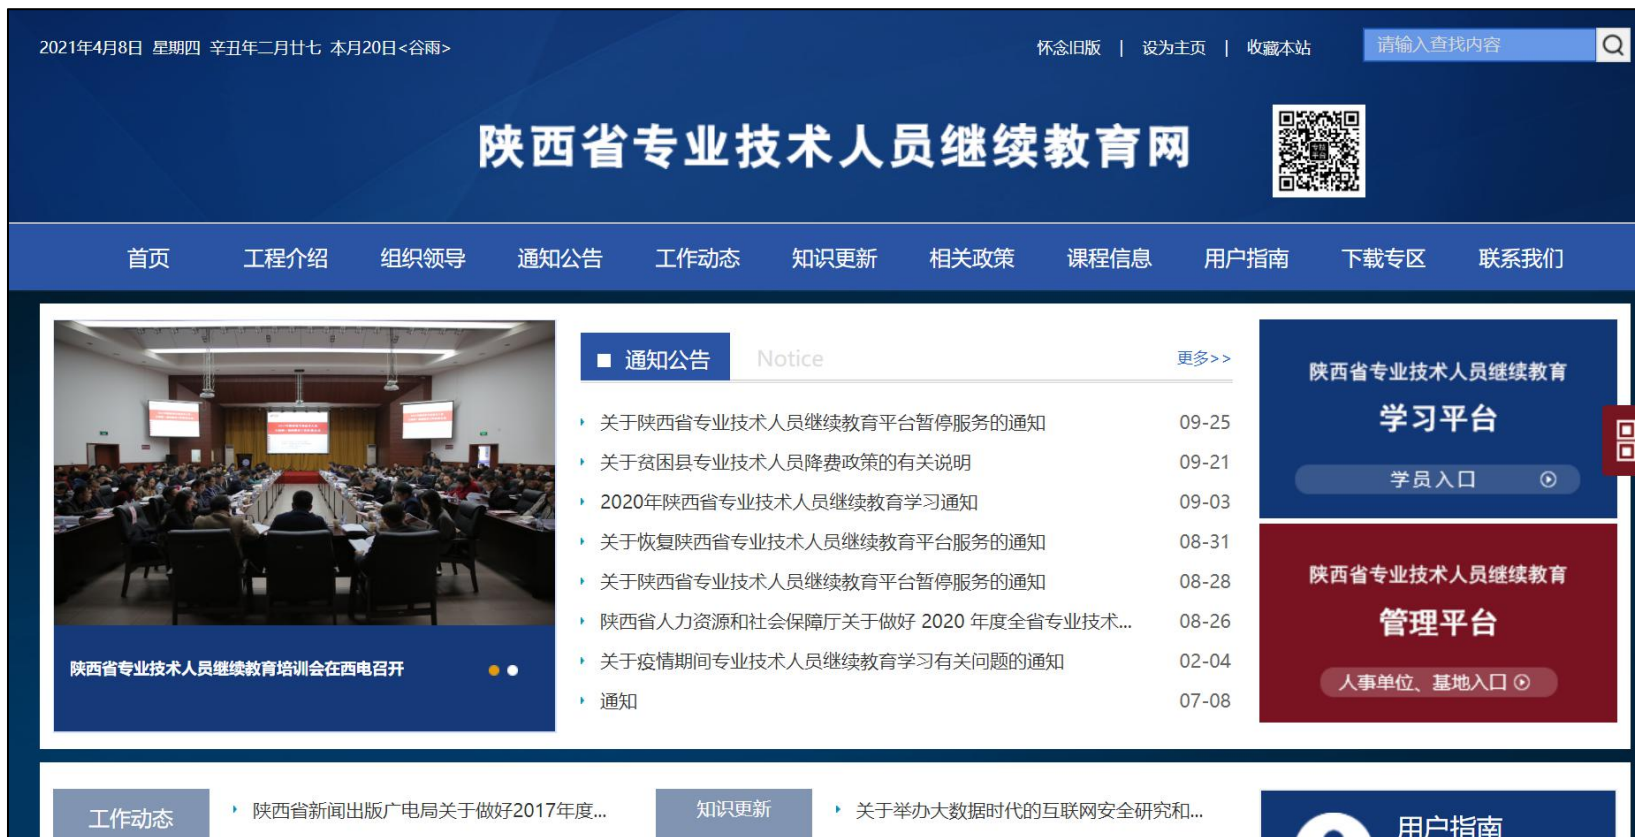 2021年4月8日 星期四 辛丑年二月廿七 本月20日<谷雨>
怀念旧版 | 设为主页 | 收藏本站
请输入查找内容
陕西省专业技术人员继续教育网
首页 工程介绍 组织领导 通知公告 工作动态 知识更新 相关政策 课程信息 用户指南 下载专区 联系我们
陕西省专业技术人员继续教育培训会在西电召开
通知公告 Notice 更多>>
关于陕西省专业技术人员继续教育平台暂停服务的通知 09-25
关于贫困县专业技术人员降费政策的有关说明 09-21
2020年陕西省专业技术人员继续教育学习通知 09-03
关于恢复陕西省专业技术人员继续教育平台服务的通知 08-31
关于陕西省专业技术人员继续教育平台暂停服务的通知 08-28
陕西省人力资源和社会保障厅关于做好 2020 年度全省专业技术... 08-26
关于疫情期间专业技术人员继续教育学习有关问题的通知 02-04
通知 07-08
陕西省专业技术人员继续教育
学习平台
学员入口
陕西省专业技术人员继续教育
管理平台
人事单位、基地入口
工作动态
陕西省新闻出版广电局关于做好2017年度...
知识更新
关于举办大数据时代的互联网安全研究和...
用户指南